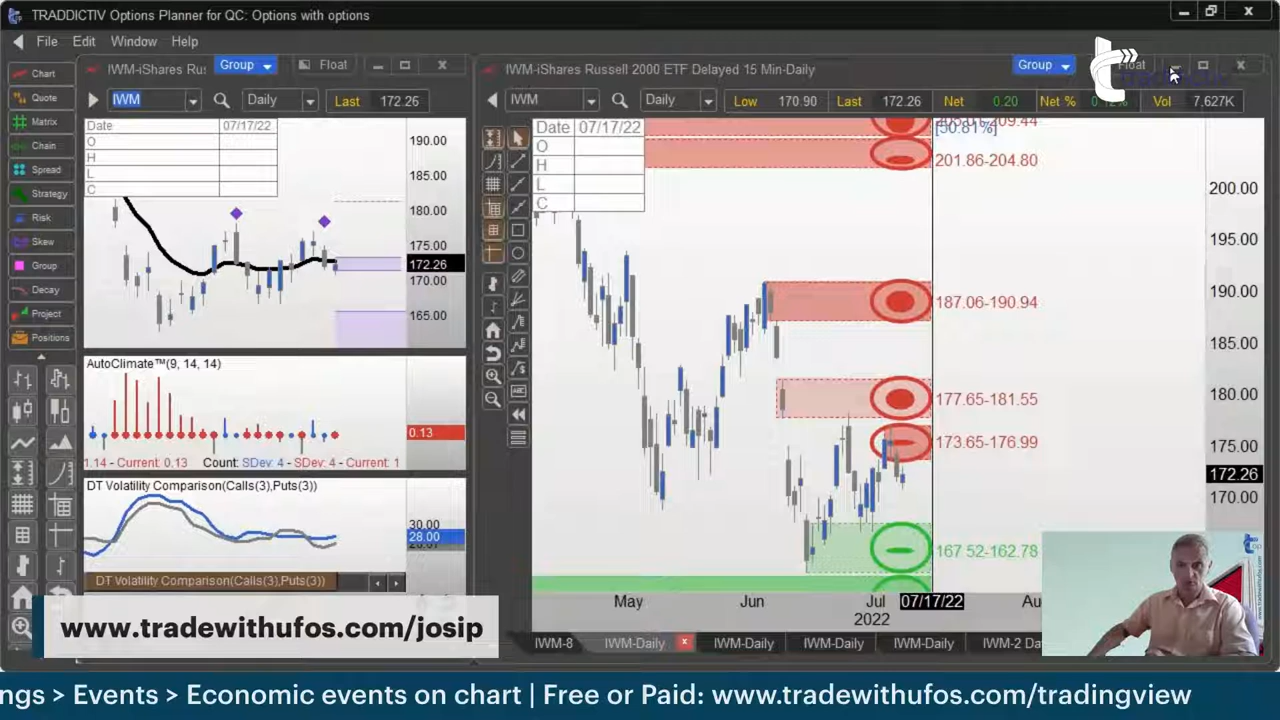 TRADDICTIV Options Planner for QC: Options with options
File Edit Window Help
Chart
Quote
Matrix
Chain
Spread
Strategy
Risk
Skew
Group
Decay
Project
Positions
IWM-iShares Rus
Group
Float
IWM
Daily
Last 172.26
Date 07/17/22
O
H
L
C
190.00
185.00
180.00
175.00
172.26
170.00
165.00
AutoClimate™(9, 14, 14)
0.13
1.14 - Current: 0.13 Count: SDev: 4 - SDev: 4 - Current: 1
DT Volatility Comparison(Calls(3),Puts(3))
30.00
28.00
DT Volatility Comparison(Calls(3),Puts(3))
IWM-iShares Russell 2000 ETF Delayed 15 Min-Daily
Group
Float
IWM
Daily
Low 170.90 Last 172.26 Net 0.20 Net % 0.12% Vol 7,627K
Date 07/17/22
O
H
L
C
[50.81%]
201.86-204.80
187.06-190.94
177.65-181.55
173.65-176.99
167.52-162.78
200.00
195.00
190.00
185.00
180.00
175.00
172.26
170.00
May Jun Jul 07/17/22 Au
2022
IWM-8 IWM-Daily IWM-Daily IWM-Daily IWM-Daily IWM-2 Da
www.tradewithufos.com/josip
ngs > Events > Economic events on chart | Free or Paid: www.tradewithufos.com/tradingview